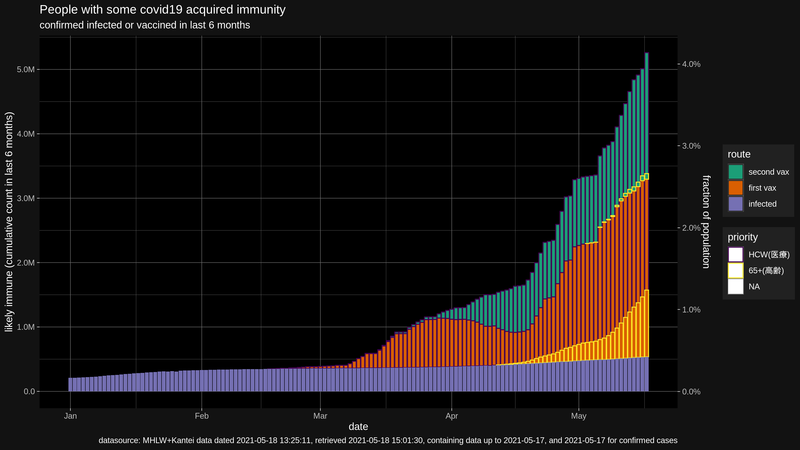 People with some covid19 acquired immunity
confirmed infected or vaccined in last 6 months
likely immune (cumulative count in last 6 months)
5.0M
4.0M
3.0M
2.0M
1.0M
0.0
4.0%
3.0%
2.0%
1.0%
0.0%
fraction of population
Jan
Feb
Mar
Apr
May
date
route
second vax
first vax
infected
priority
HCW(医療)
65+(高齢)
NA
datasource: MHLW+Kantei data dated 2021-05-18 13:25:11, retrieved 2021-05-18 15:01:30, containing data up to 2021-05-17, and 2021-05-17 for confirmed cases